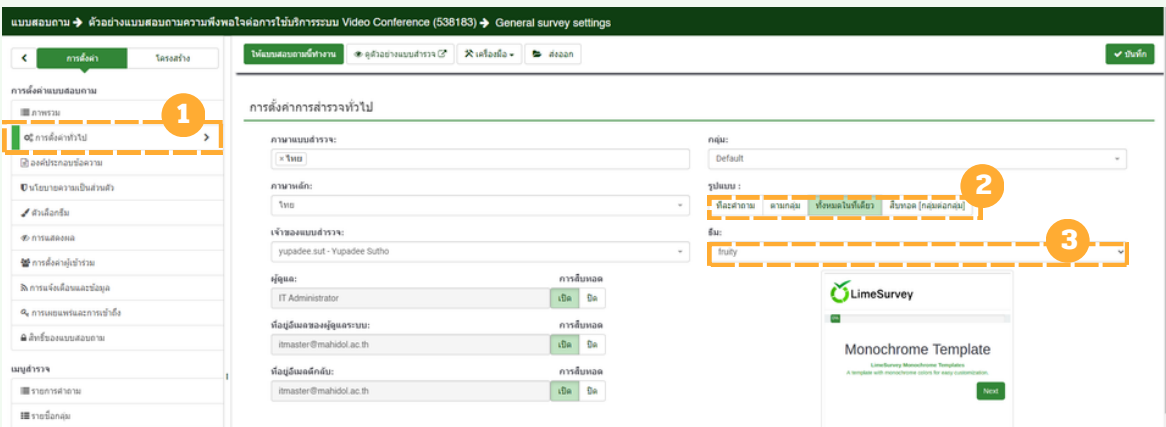 แบบสอบถาม ➔ ตัวอย่างแบบสอบถามความพึงพอใจต่อการใช้บริการระบบ Video Conference (538183) ➔ General survey settings
การตั้งค่า โครงสร้าง
ให้แบบสอบถามนี้ทำงาน ดูตัวอย่างแบบสำรวจ เครื่องมือ ส่งออก บันทึก
การตั้งค่าแบบสอบถาม
ภาพรวม
1
การตั้งค่าทั่วไป
องค์ประกอบข้อความ
นโยบายความเป็นส่วนตัว
ตัวเลือกธีม
การแสดงผล
การตั้งค่าผู้เข้าร่วม
การแจ้งเตือนและข้อมูล
การเผยแพร่และการเข้าถึง
สิทธิ์ของแบบสอบถาม
เมนูสำรวจ
รายการคำถาม
รายชื่อกลุ่ม
การตั้งค่าการสำรวจทั่วไป
ภาษาแบบสำรวจ:
× ไทย
ภาษาหลัก:
ไทย
เจ้าของแบบสำรวจ:
yupadee.sut - Yupadee Sutho
ผู้ดูแล: การสืบทอด
IT Administrator เปิด ปิด
ที่อยู่อีเมลของผู้ดูแลระบบ: การสืบทอด
itmaster@mahidol.ac.th เปิด ปิด
ที่อยู่อีเมลตีกลับ: การสืบทอด
itmaster@mahidol.ac.th เปิด ปิด
กลุ่ม:
Default
รูปแบบ :
2
ทีละคำถาม ตามกลุ่ม ทั้งหมดในที่เดียว สืบทอด [กลุ่มต่อกลุ่ม]
ธีม:
3
fruity
LimeSurvey
Monochrome Template
LimeSurvey Monochrome Templates
A template with monochrome colors for easy customization.
Next